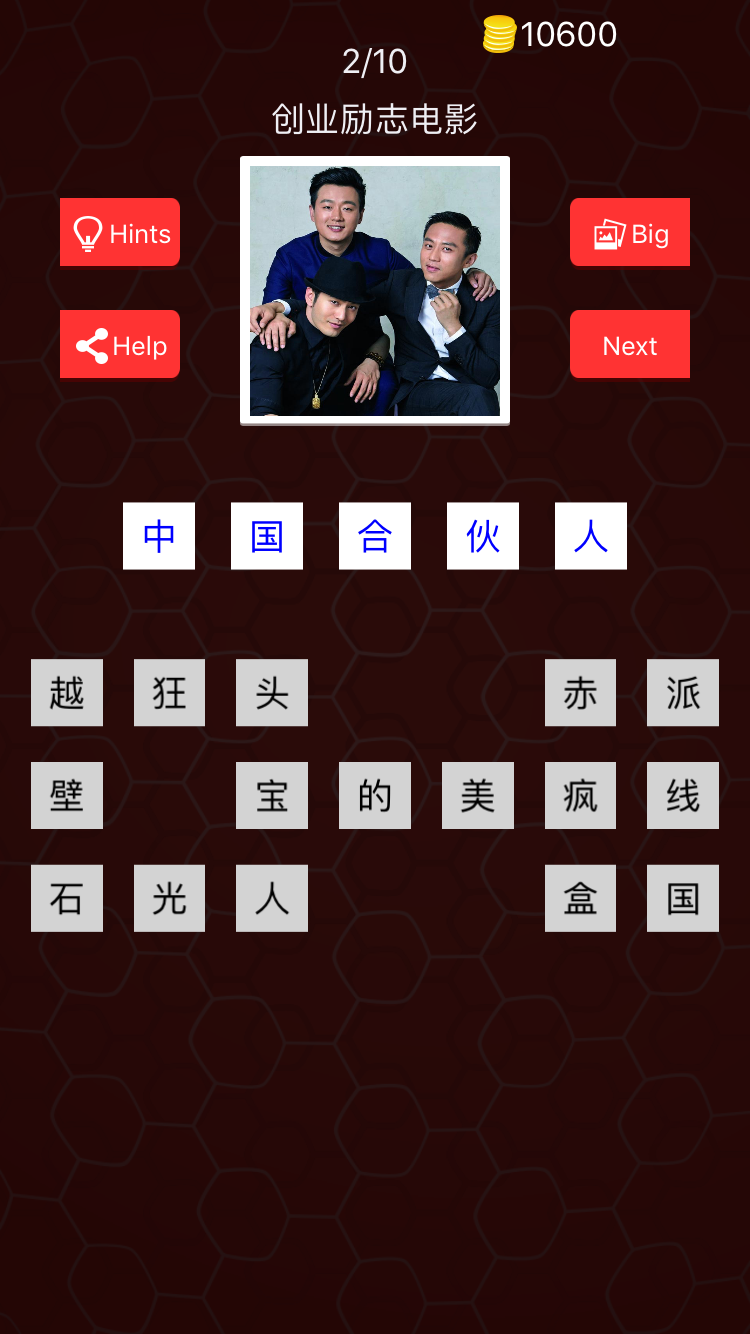 10600
2/10
创业励志电影
Hints
Big
Help
Next
中 国 合 伙 人
越 狂 头 赤 派
壁 宝 的 美 疯 线
石 光 人 盒 国